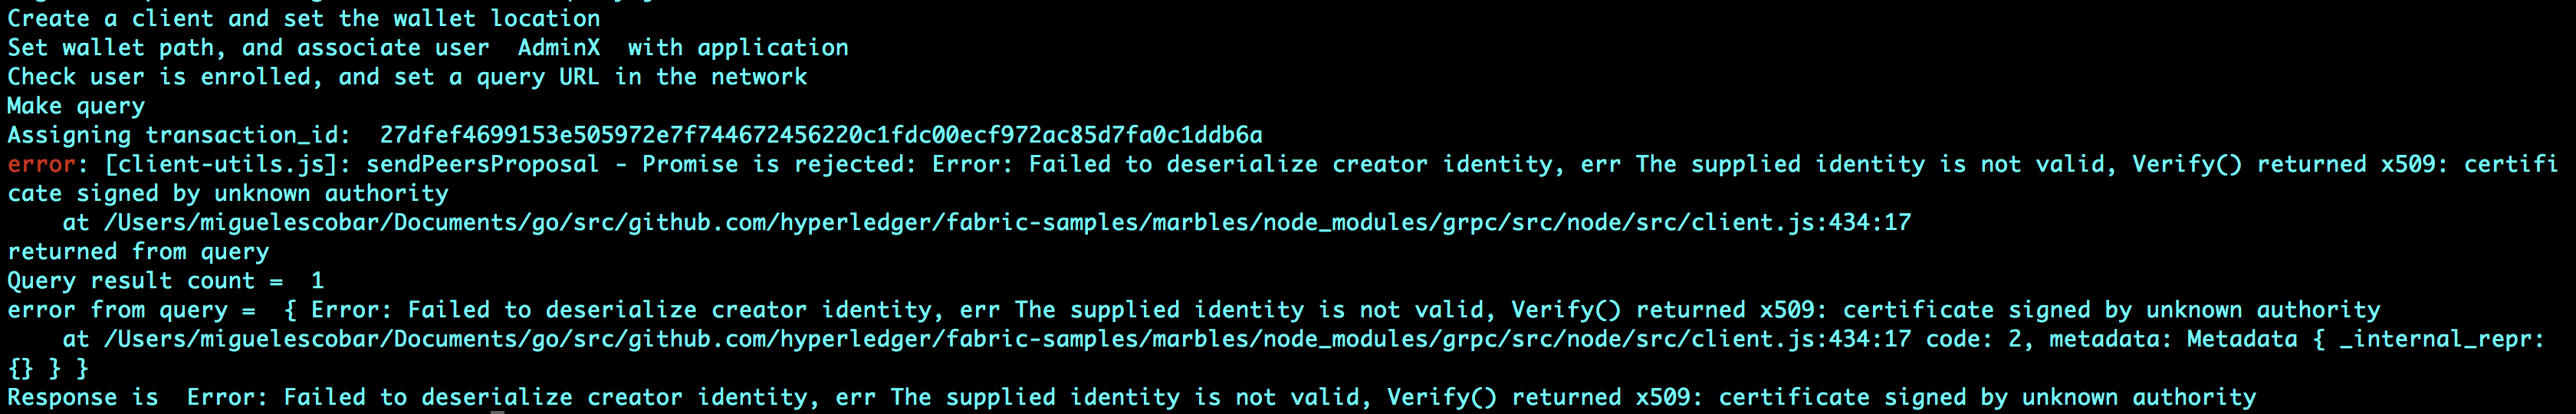 Create a client and set the wallet location
Set wallet path, and associate user  AdminX  with application
Check user is enrolled, and set a query URL in the network
Make query
Assigning transaction_id:  27dfef4699153e505972e7f744672456220c1fdc00ecf972ac85d7fa0c1ddb6a
error: [client-utils.js]: sendPeersProposal - Promise is rejected: Error: Failed to deserialize creator identity, err The supplied identity is not valid, Verify() returned x509: certifi
cate signed by unknown authority
    at /Users/miguelescobar/Documents/go/src/github.com/hyperledger/fabric-samples/marbles/node_modules/grpc/src/node/src/client.js:434:17
returned from query
Query result count =  1
error from query =  { Error: Failed to deserialize creator identity, err The supplied identity is not valid, Verify() returned x509: certificate signed by unknown authority
    at /Users/miguelescobar/Documents/go/src/github.com/hyperledger/fabric-samples/marbles/node_modules/grpc/src/node/src/client.js:434:17 code: 2, metadata: Metadata { _internal_repr:
{} } }
Response is  Error: Failed to deserialize creator identity, err The supplied identity is not valid, Verify() returned x509: certificate signed by unknown authority